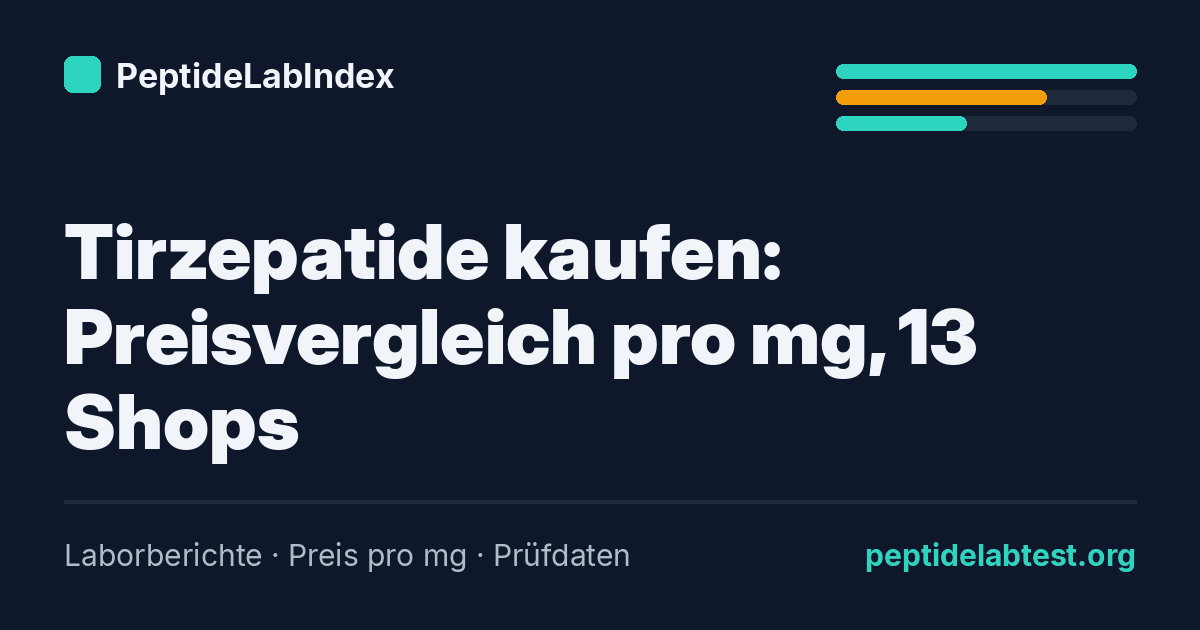 PeptideLabIndex
Tirzepatide kaufen:
Preisvergleich pro mg, 13
Shops
Laborberichte · Preis pro mg · Prüfdaten
peptidelabtest.org